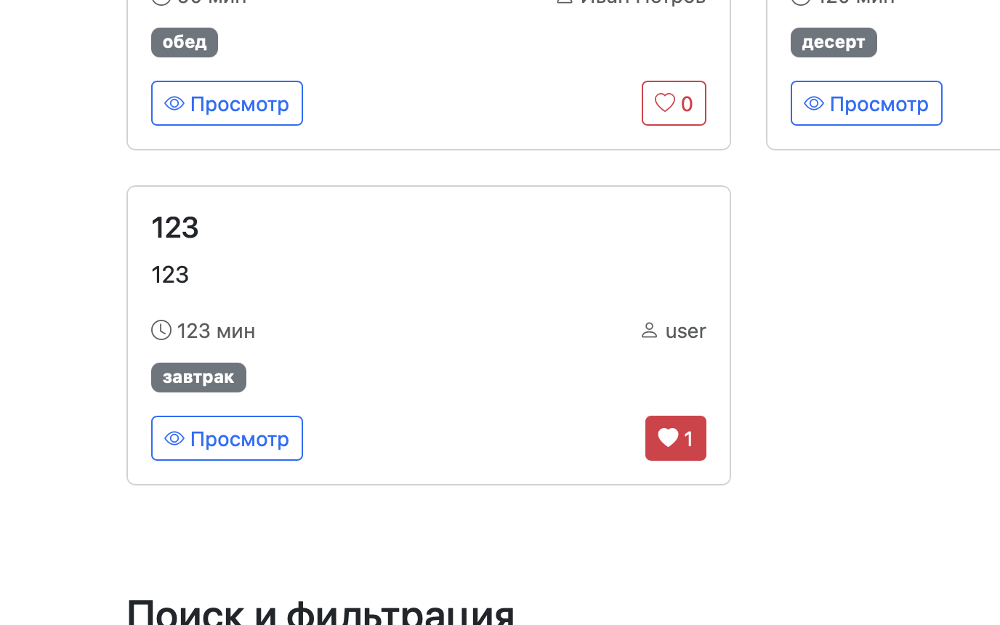 обед
десерт
Просмотр
0
Просмотр
123
123
123 мин
user
завтрак
Просмотр
1
Поиск и фильтрация